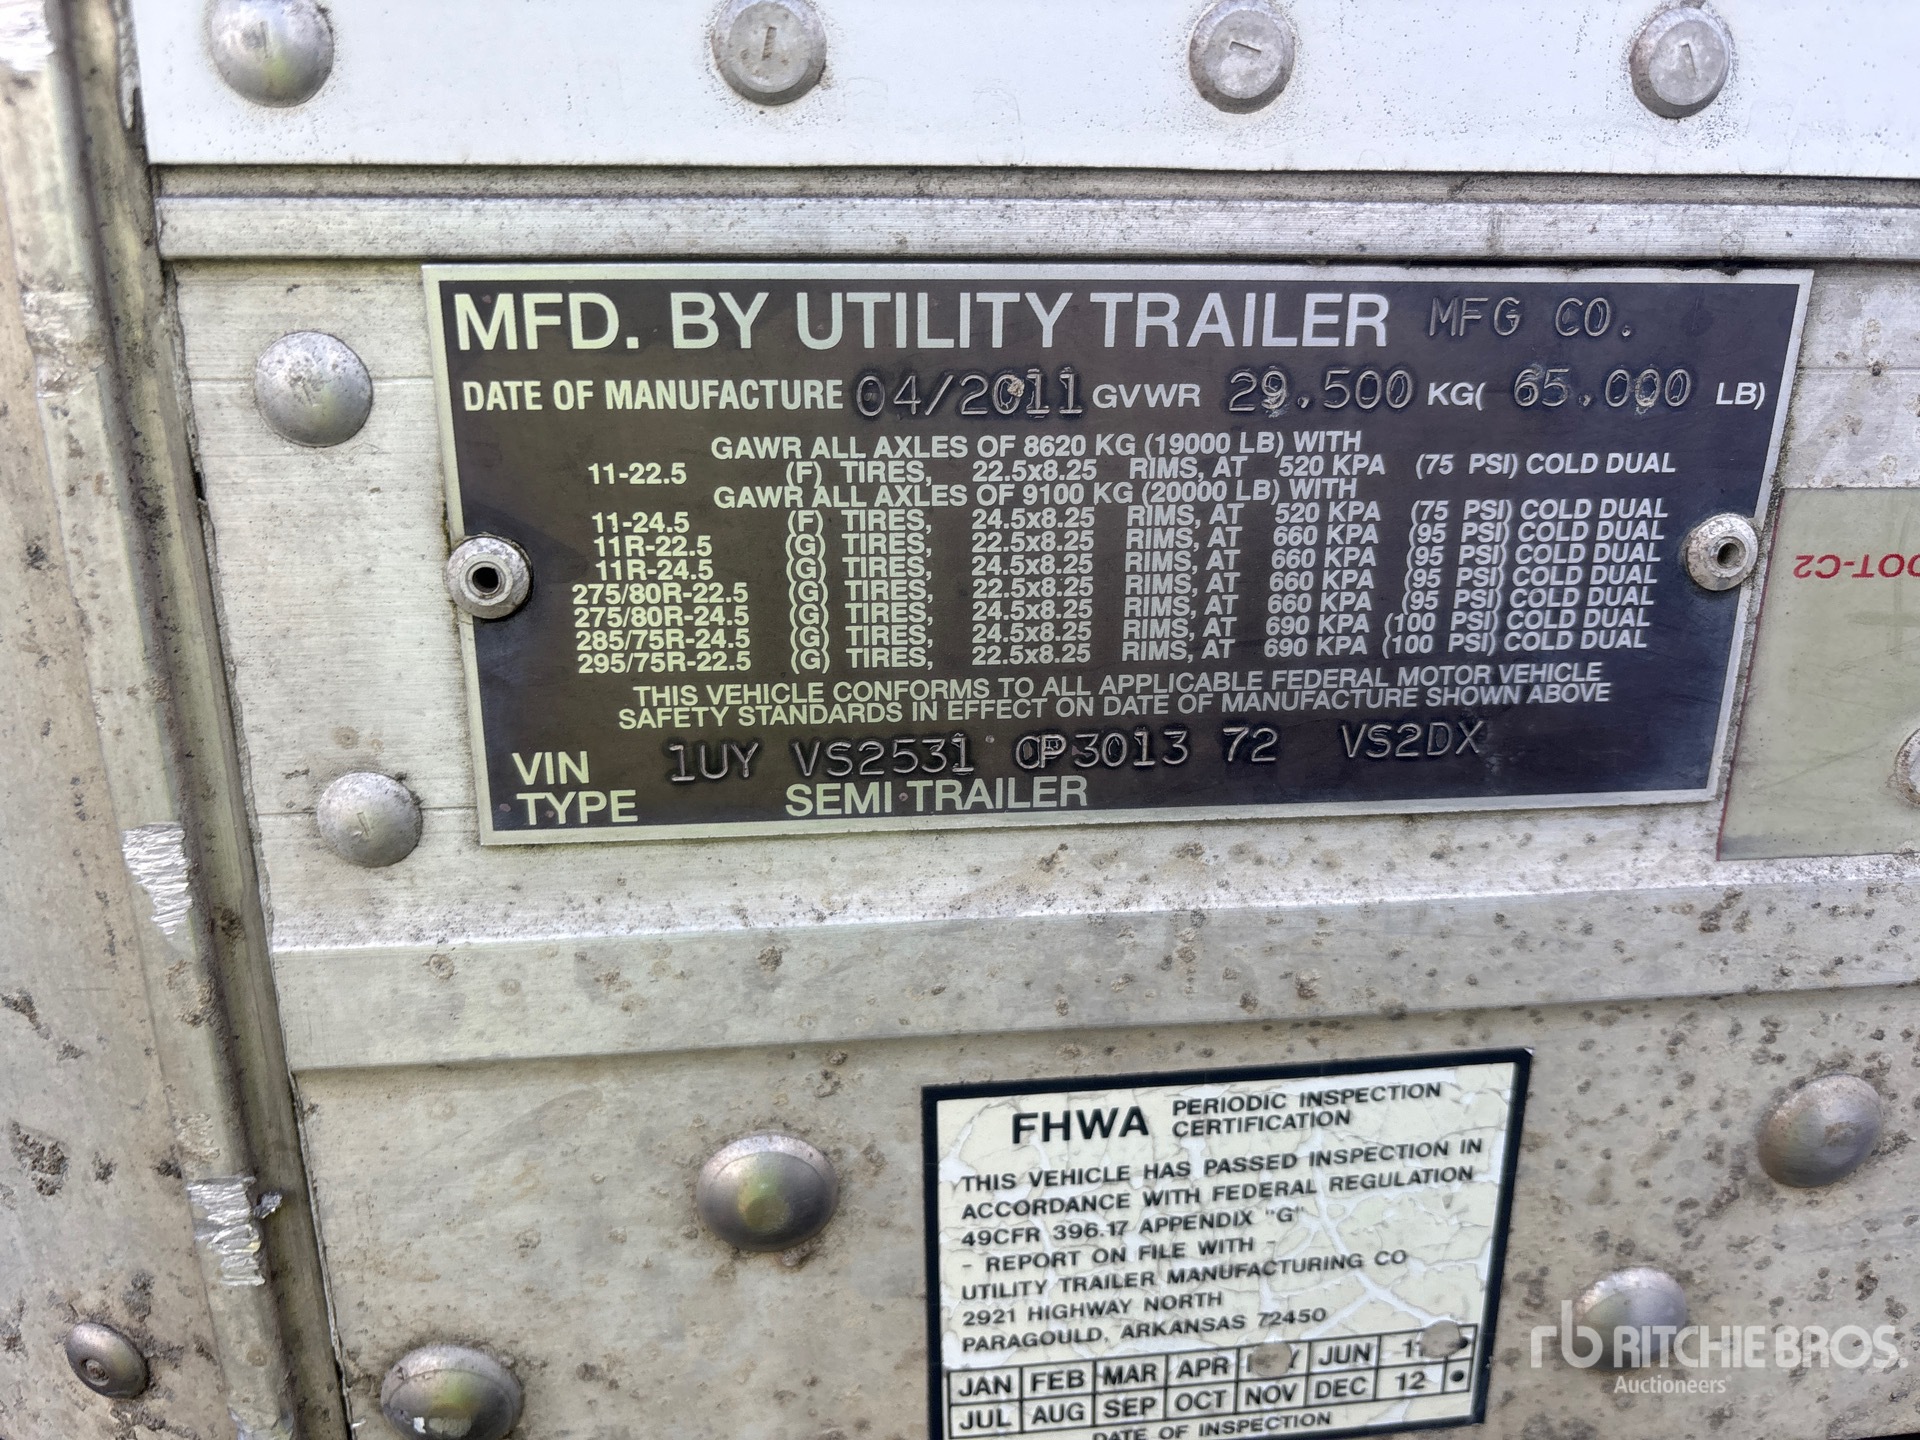 MFD. BY UTILITY TRAILER MFG CO.
DATE OF MANUFACTURE 04/2011 GVWR 29.500 KG( 65.000 LB)
GAWR ALL AXLES OF 8620 KG (19000 LB) WITH
11-22.5 (F) TIRES, 22.5x8.25 RIMS, AT 520 KPA (75 PSI) COLD DUAL
GAWR ALL AXLES OF 9100 KG (20000 LB) WITH
11-24.5 (F) TIRES, 24.5x8.25 RIMS, AT 520 KPA (75 PSI) COLD DUAL
11R-22.5 (G) TIRES, 22.5x8.25 RIMS, AT 660 KPA (95 PSI) COLD DUAL
11R-24.5 (G) TIRES, 24.5x8.25 RIMS, AT 660 KPA (95 PSI) COLD DUAL
275/80R-22.5 (G) TIRES, 22.5x8.25 RIMS, AT 660 KPA (95 PSI) COLD DUAL
275/80R-24.5 (G) TIRES, 24.5x8.25 RIMS, AT 660 KPA (95 PSI) COLD DUAL
285/75R-24.5 (G) TIRES, 24.5x8.25 RIMS, AT 690 KPA (100 PSI) COLD DUAL
295/75R-22.5 (G) TIRES, 22.5x8.25 RIMS, AT 690 KPA (100 PSI) COLD DUAL
THIS VEHICLE CONFORMS TO ALL APPLICABLE FEDERAL MOTOR VEHICLE
SAFETY STANDARDS IN EFFECT ON DATE OF MANUFACTURE SHOWN ABOVE
VIN 1UY VS2531 3013 72 VS2DX
TYPE SEMI TRAILER
DOT-C2
FHWA PERIODIC INSPECTION
CERTIFICATION
THIS VEHICLE HAS PASSED INSPECTION IN
ACCORDANCE WITH FEDERAL REGULATION
49CFR 396.17 APPENDIX "G"
- REPORT ON FILE WITH -
UTILITY TRAILER MANUFACTURING CO
2921 HIGHWAY NORTH
PARAGOULD, ARKANSAS 72450
JAN FEB MAR APR JUN
JUL AUG SEP OCT NOV DEC 12
DATE OF INSPECTION
rb RITCHIE BROS.
Auctioneers